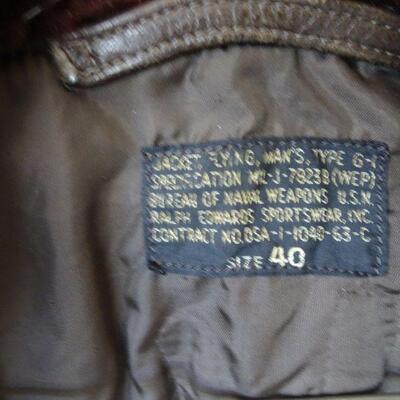 JACKET, FLYING, MAN'S, TYPE G-1
SPECIFICATION MIL-J-7823B (WEP)
BUREAU OF NAVAL WEAPONS U.S.N.
RALPH EDWARDS SPORTSWEAR, INC.
CONTRACT NO. DSA-1-1040-63-C
SIZE 40